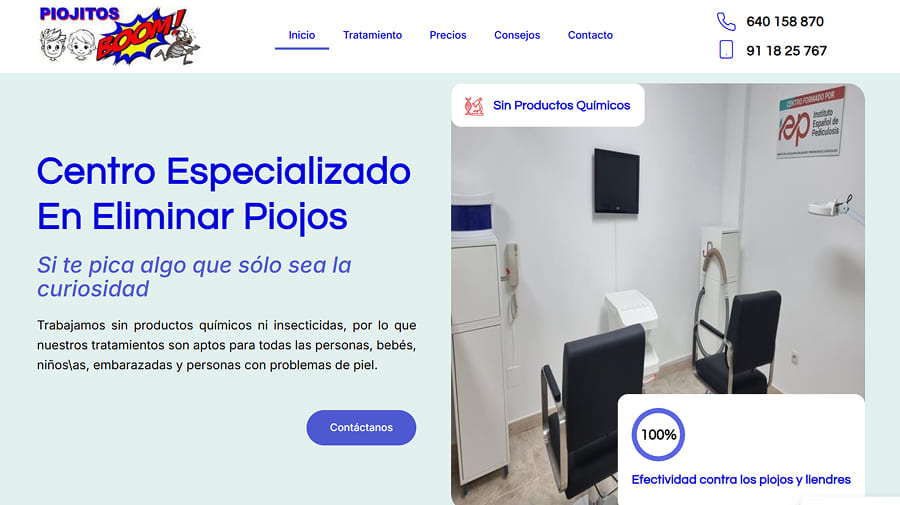 PIOJITOS
BOOM!
Inicio
Tratamiento
Precios
Consejos
Contacto
640 158 870
91 18 25 767
Sin Productos Químicos
CENTRO FORMADO POR
iep Instituto
Español de
Pediculosis
Centro Especializado
En Eliminar Piojos
Si te pica algo que sólo sea la
curiosidad
Trabajamos sin productos químicos ni insecticidas, por lo que
nuestros tratamientos son aptos para todas las personas, bebés,
niños\as, embarazadas y personas con problemas de piel.
Contáctanos
100%
Efectividad contra los piojos y liendres